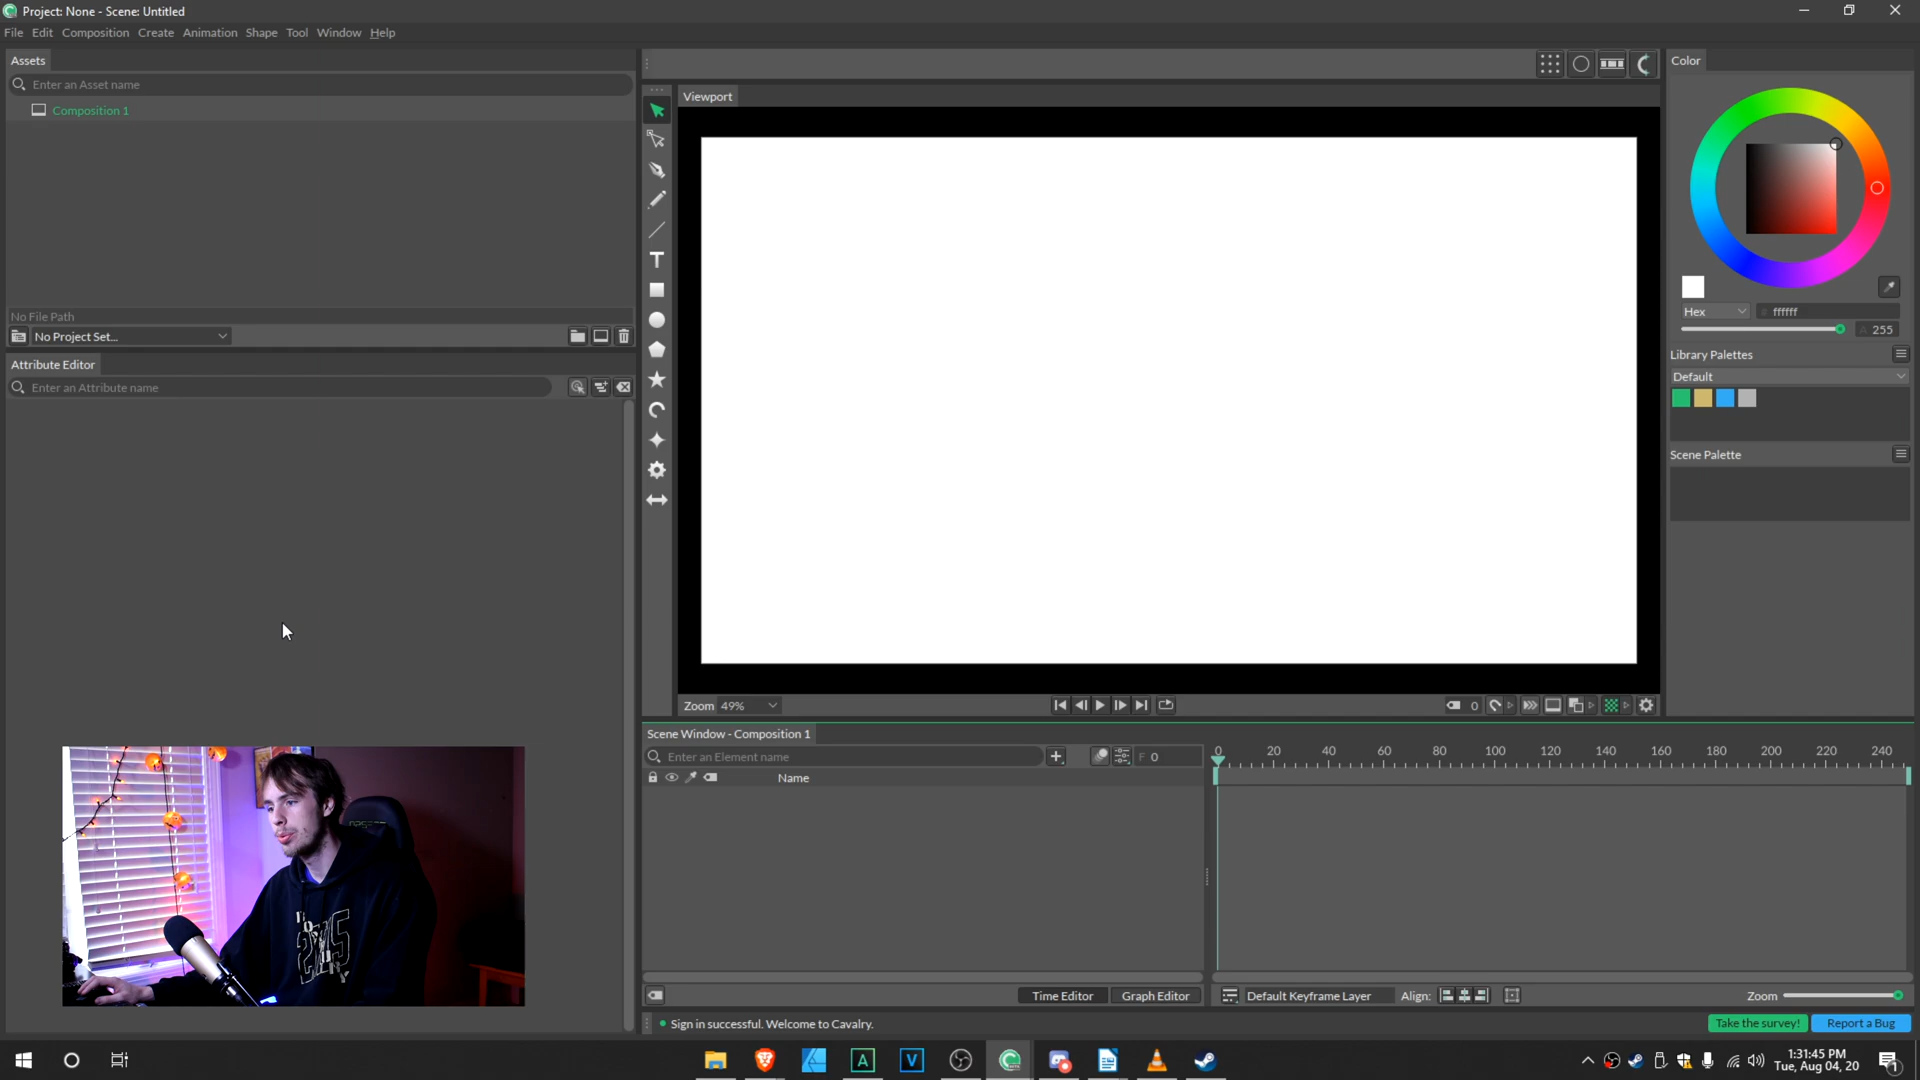 Project: None - Scene: Untitled
File Edit Composition Create Animation Shape Tool Window Help
Assets
Enter an Asset name
Composition 1
No File Path
No Project Set...
Attribute Editor
Enter an Attribute name
Viewport
Zoom 49%
0
Color
Hex
ffffff
255
Library Palettes
Default
Scene Palette
Scene Window - Composition 1
Enter an Element name
F 0
Name
0 20 40 60 80 100 120 140 160 180 200 220 240
Time Editor
Graph Editor
Default Keyframe Layer
Align:
Zoom
Sign in successful. Welcome to Cavalry.
Take the survey!
Report a Bug
A
V
1:31:45 PM
Tue, Aug 04, 20
1